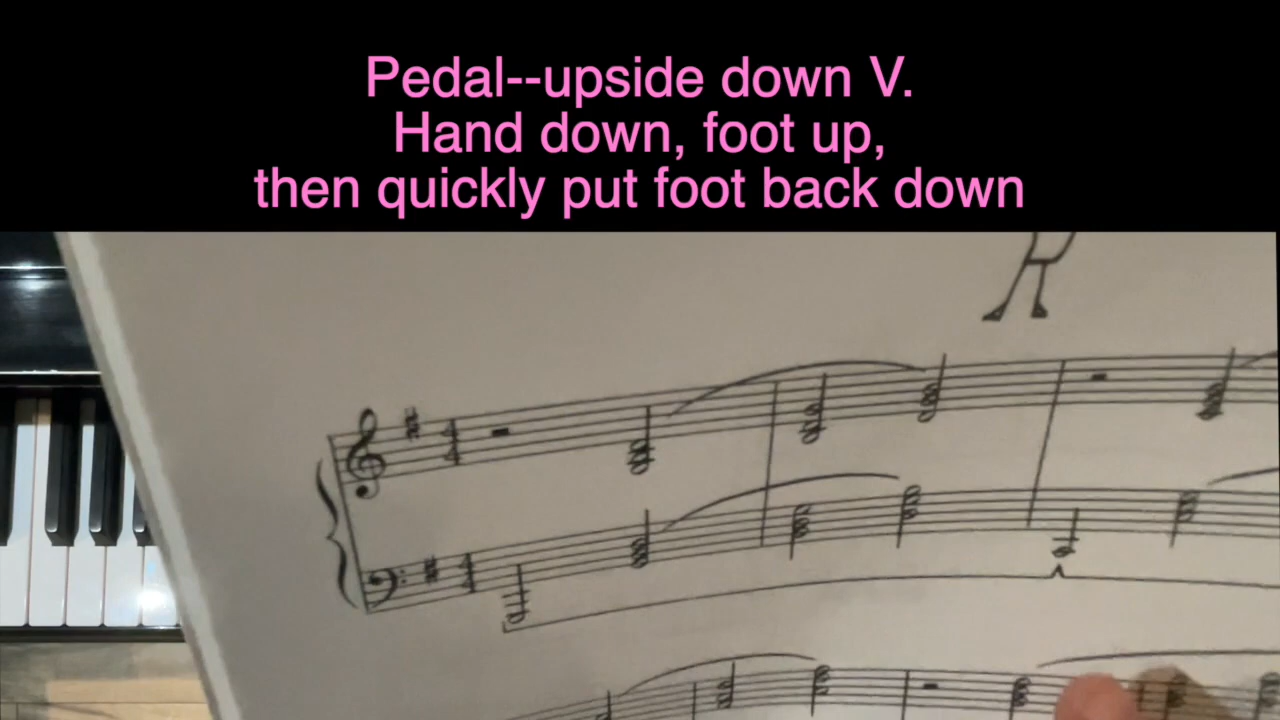 Pedal--upside down V.
Hand down, foot up,
then quickly put foot back down